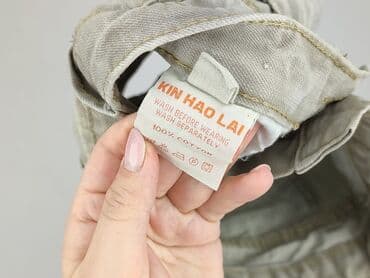 KIN HAO LAI
WASH BEFORE WEARING
WASH SEPARATELY
100% COTTON